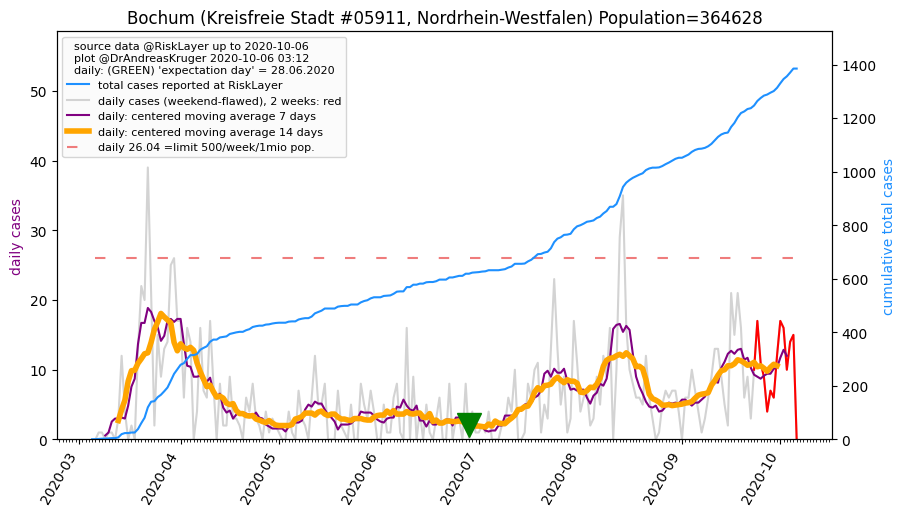 Bochum (Kreisfreie Stadt #05911, Nordrhein-Westfalen) Population=364628
source data @RiskLayer up to 2020-10-06
plot @DrAndreasKruger 2020-10-06 03:12
daily: (GREEN) 'expectation day' = 28.06.2020
total cases reported at RiskLayer
daily cases (weekend-flawed), 2 weeks: red
daily: centered moving average 7 days
daily: centered moving average 14 days
daily 26.04 =limit 500/week/1mio pop.
daily cases
50
40
30
20
10
0
cumulative total cases
1400
1200
1000
800
600
400
200
0
2020-03
2020-04
2020-05
2020-06
2020-07
2020-08
2020-09
2020-10